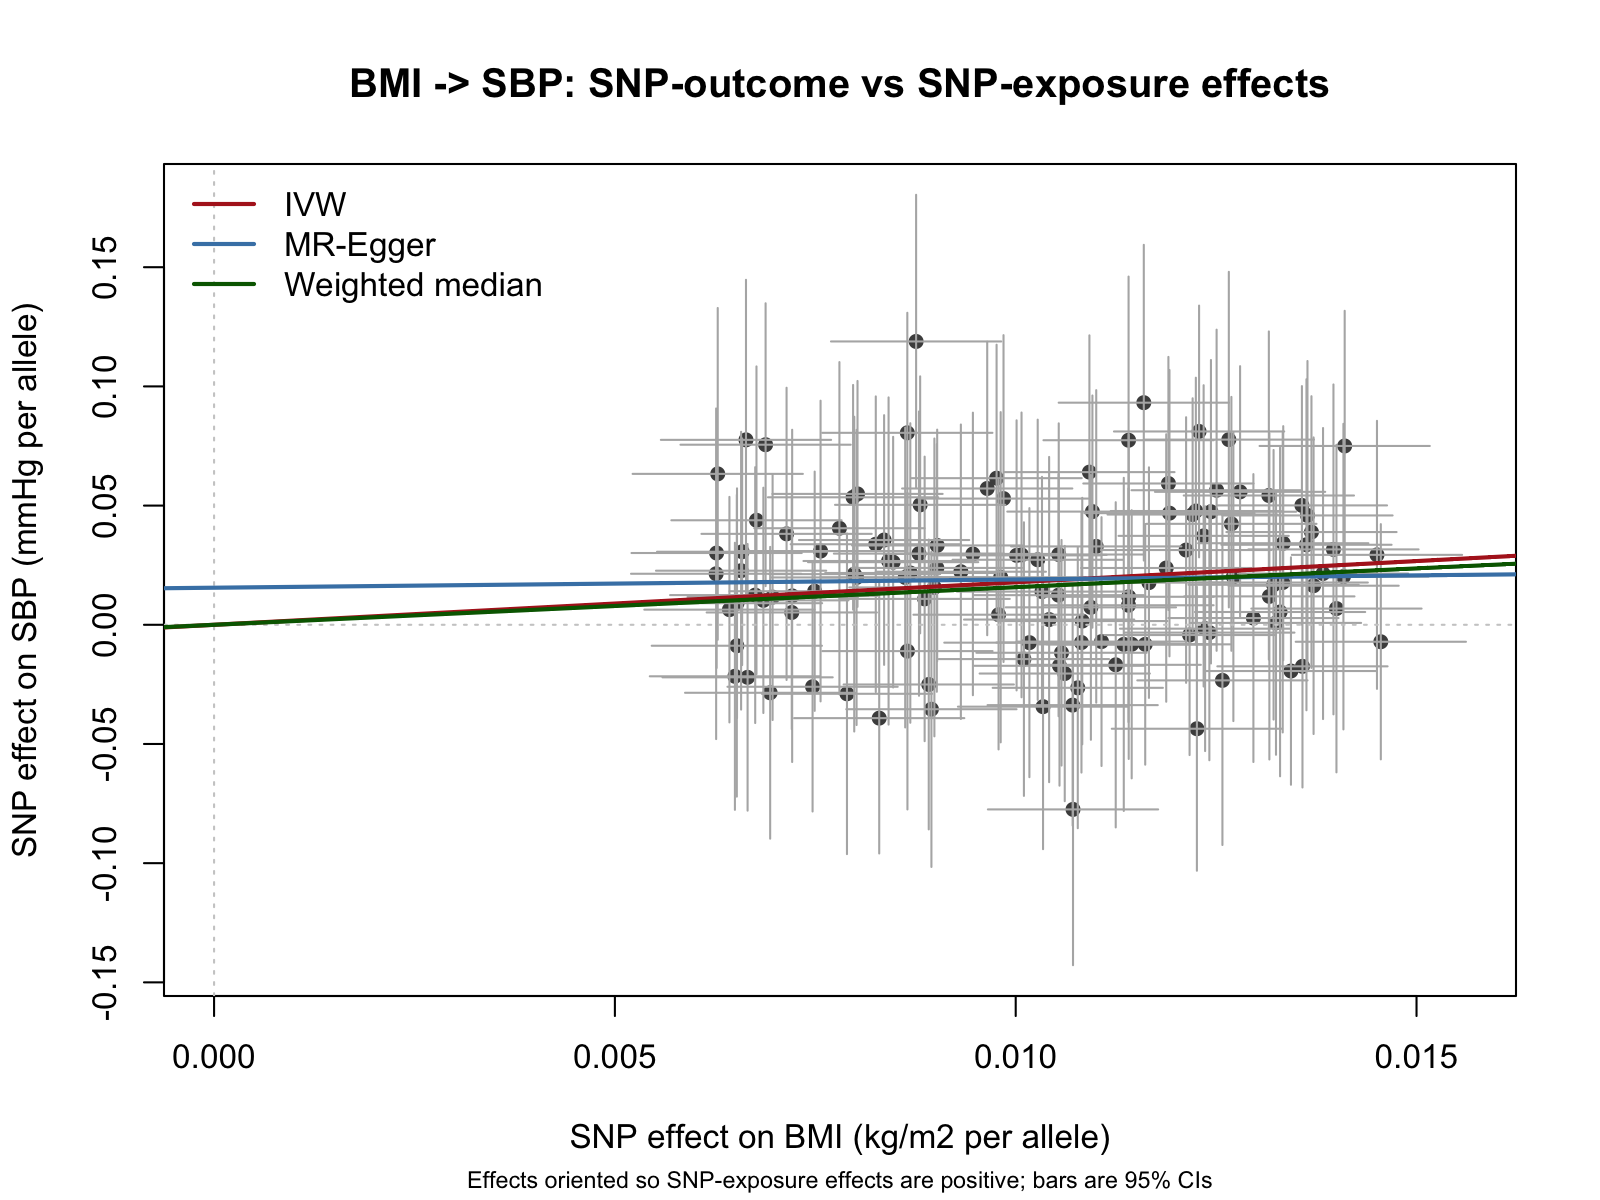 BMI -> SBP: SNP-outcome vs SNP-exposure effects
IVW
MR-Egger
Weighted median
SNP effect on SBP (mmHg per allele)
0.15
0.10
0.05
0.00
-0.05
-0.10
-0.15
0.000 0.005 0.010 0.015
SNP effect on BMI (kg/m2 per allele)
Effects oriented so SNP-exposure effects are positive; bars are 95% CIs